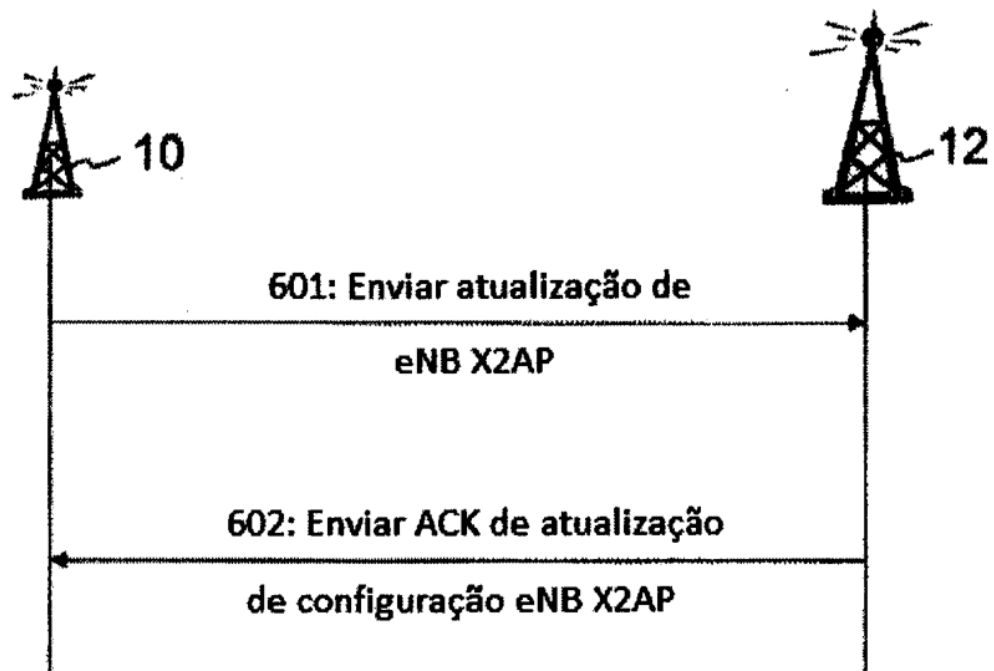 10
12
601: Enviar atualização de
eNB X2AP
602: Enviar ACK de atualização
de configuração eNB X2AP